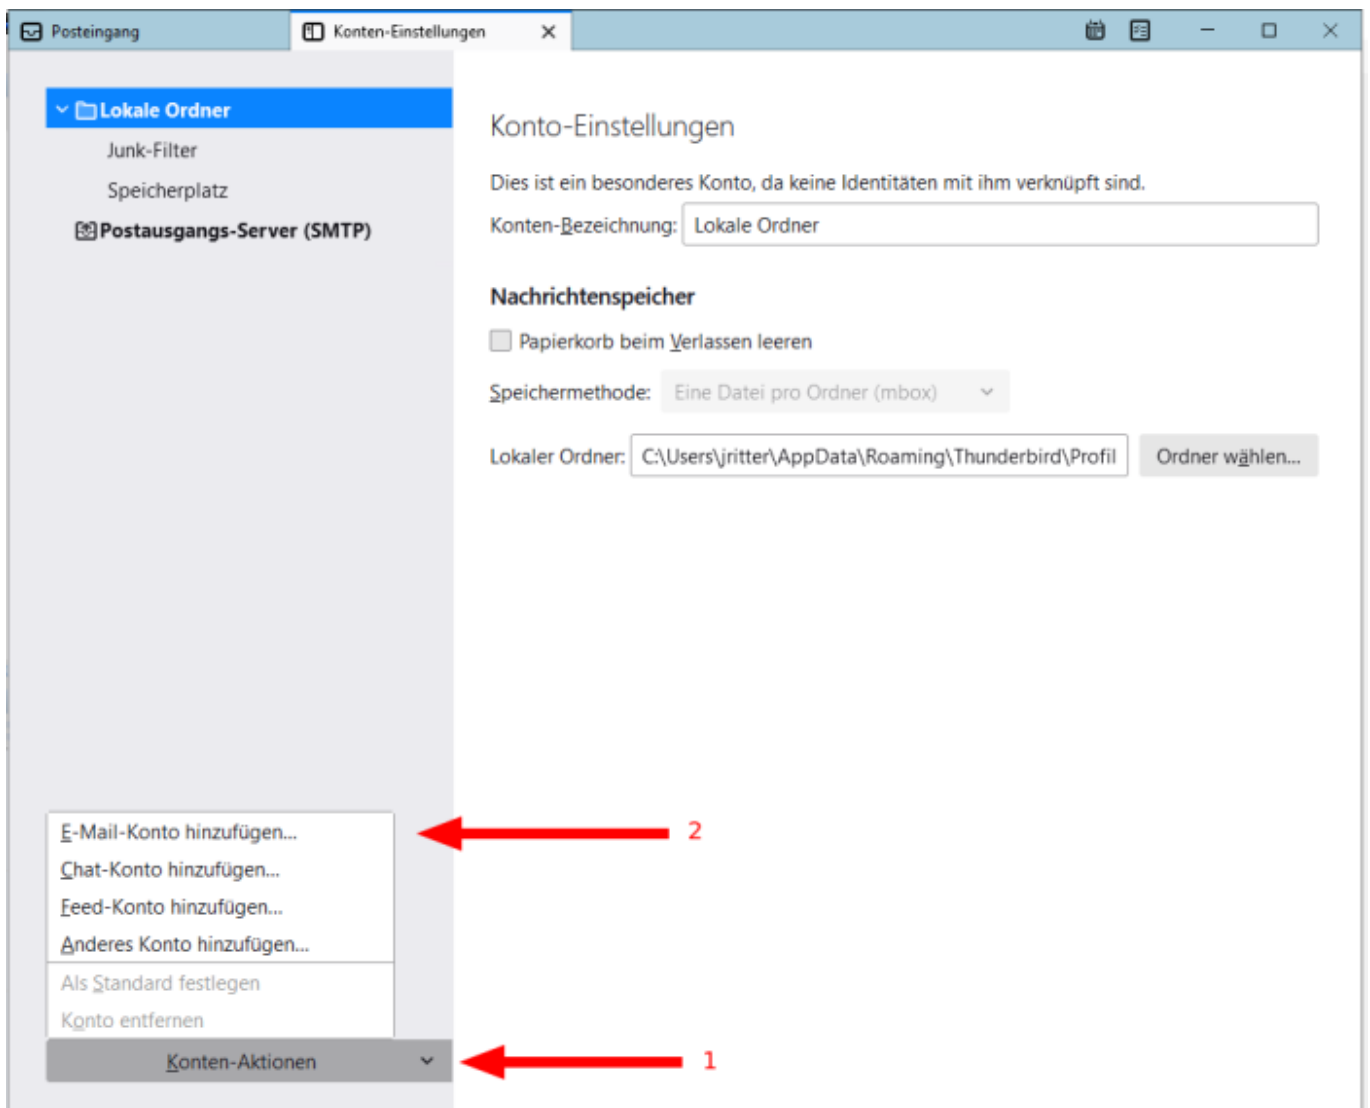 Posteingang
Konten-Einstellungen
Lokale Ordner
Junk-Filter
Speicherplatz
Postausgangs-Server (SMTP)
Konto-Einstellungen
Dies ist ein besonderes Konto, da keine Identitäten mit ihm verknüpft sind.
Konten-Bezeichnung: Lokale Ordner
Nachrichtenspeicher
Papierkorb beim Verlassen leeren
Speichermethode: Eine Datei pro Ordner (mbox)
Lokaler Ordner: C:\Users\jritter\AppData\Roaming\Thunderbird\Profil Ordner wählen...
E-Mail-Konto hinzufügen... 2
Chat-Konto hinzufügen...
Feed-Konto hinzufügen...
Anderes Konto hinzufügen...
Als Standard festlegen
Konto entfernen
Konten-Aktionen 1